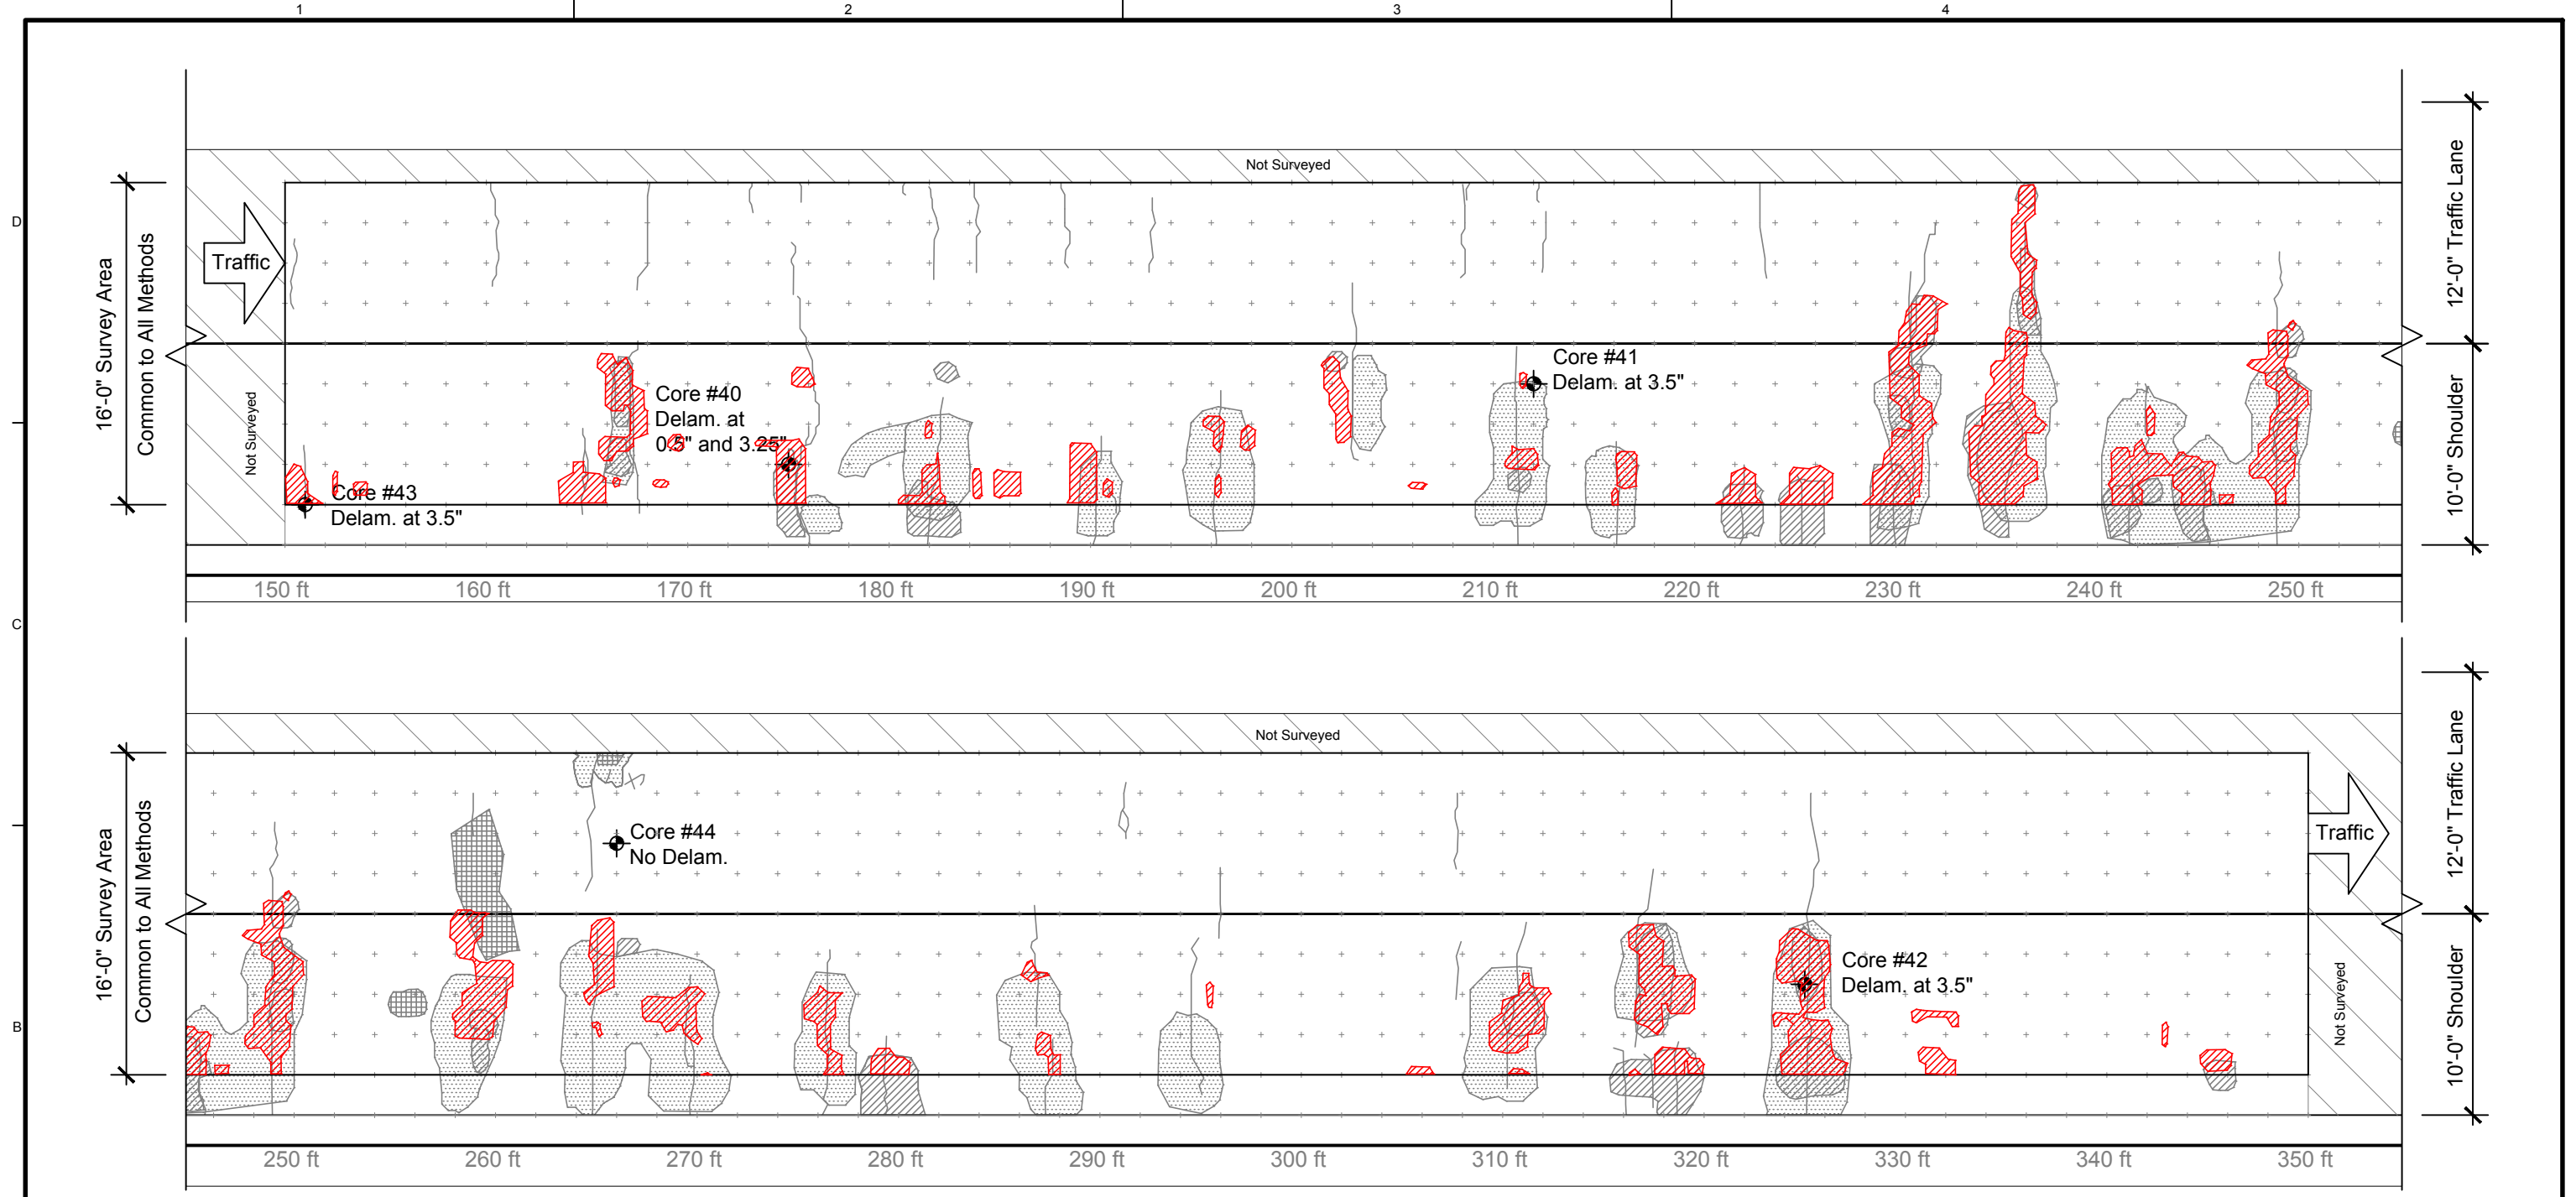 1
2
3
4
D
C
B
Not Surveyed
16'-0" Survey Area
Common to All Methods
Traffic
Not Surveyed
Core #43
Delam. at 3.5"
Core #40
Delam. at
0.5" and 3.25"
Core #41
Delam. at 3.5"
12'-0" Traffic Lane
10'-0" Shoulder
150 ft
160 ft
170 ft
180 ft
190 ft
200 ft
210 ft
220 ft
230 ft
240 ft
250 ft
Not Surveyed
16'-0" Survey Area
Common to All Methods
Core #44
No Delam.
Core #42
Delam. at 3.5"
Traffic
Not Surveyed
12'-0" Traffic Lane
10'-0" Shoulder
250 ft
260 ft
270 ft
280 ft
290 ft
300 ft
310 ft
320 ft
330 ft
340 ft
350 ft